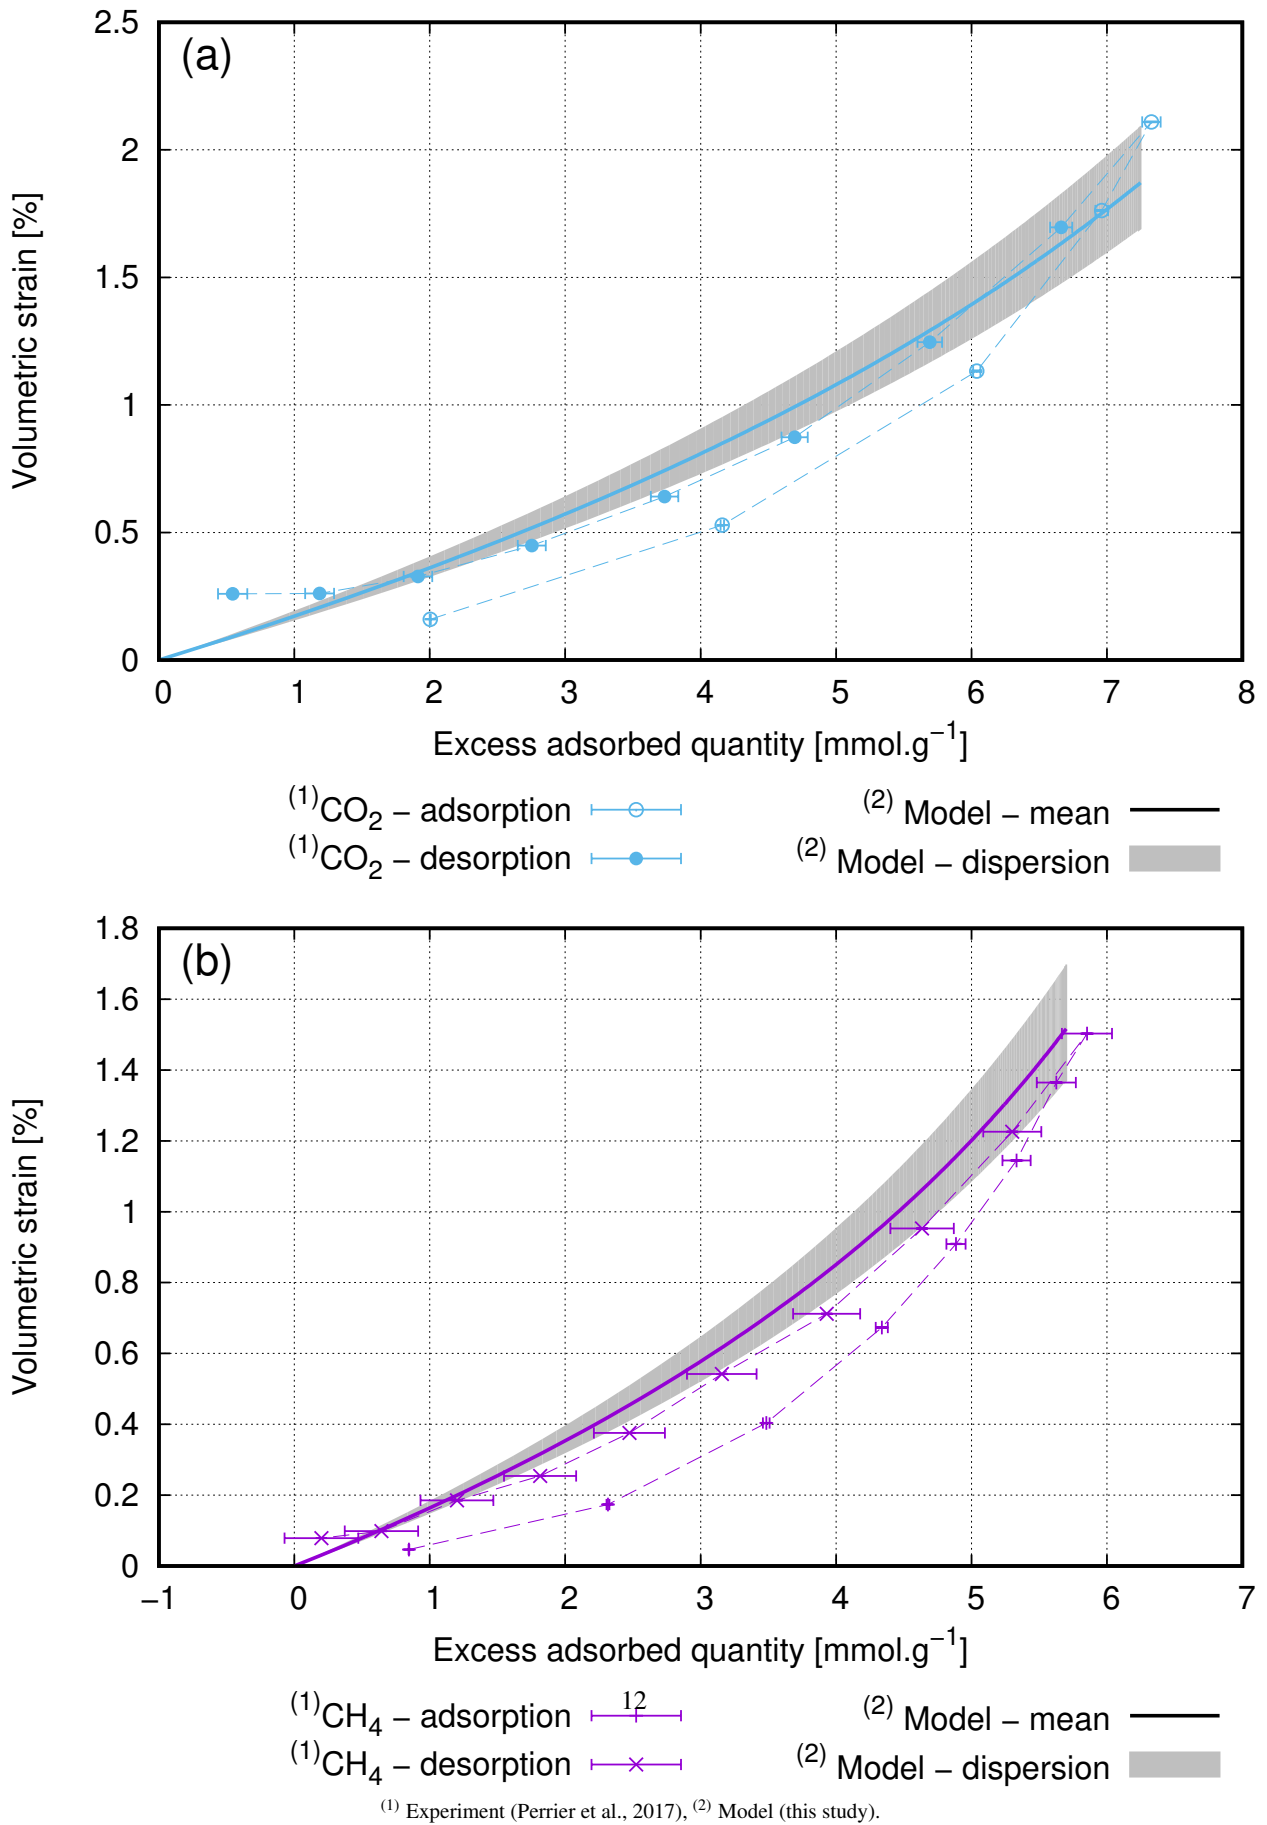 (a)
2.5
2
1.5
1
0.5
0
Volumetric strain [%]
0 1 2 3 4 5 6 7 8
Excess adsorbed quantity [mmol.g⁻¹]
⁽¹⁾CO₂ – adsorption
⁽²⁾ Model – mean
⁽¹⁾CO₂ – desorption
⁽²⁾ Model – dispersion
(b)
1.8
1.6
1.4
1.2
1
0.8
0.6
0.4
0.2
0
Volumetric strain [%]
−1 0 1 2 3 4 5 6 7
Excess adsorbed quantity [mmol.g⁻¹]
⁽¹⁾CH₄ – adsorption
12
⁽²⁾ Model – mean
⁽¹⁾CH₄ – desorption
⁽²⁾ Model – dispersion
⁽¹⁾ Experiment (Perrier et al., 2017), ⁽²⁾ Model (this study).